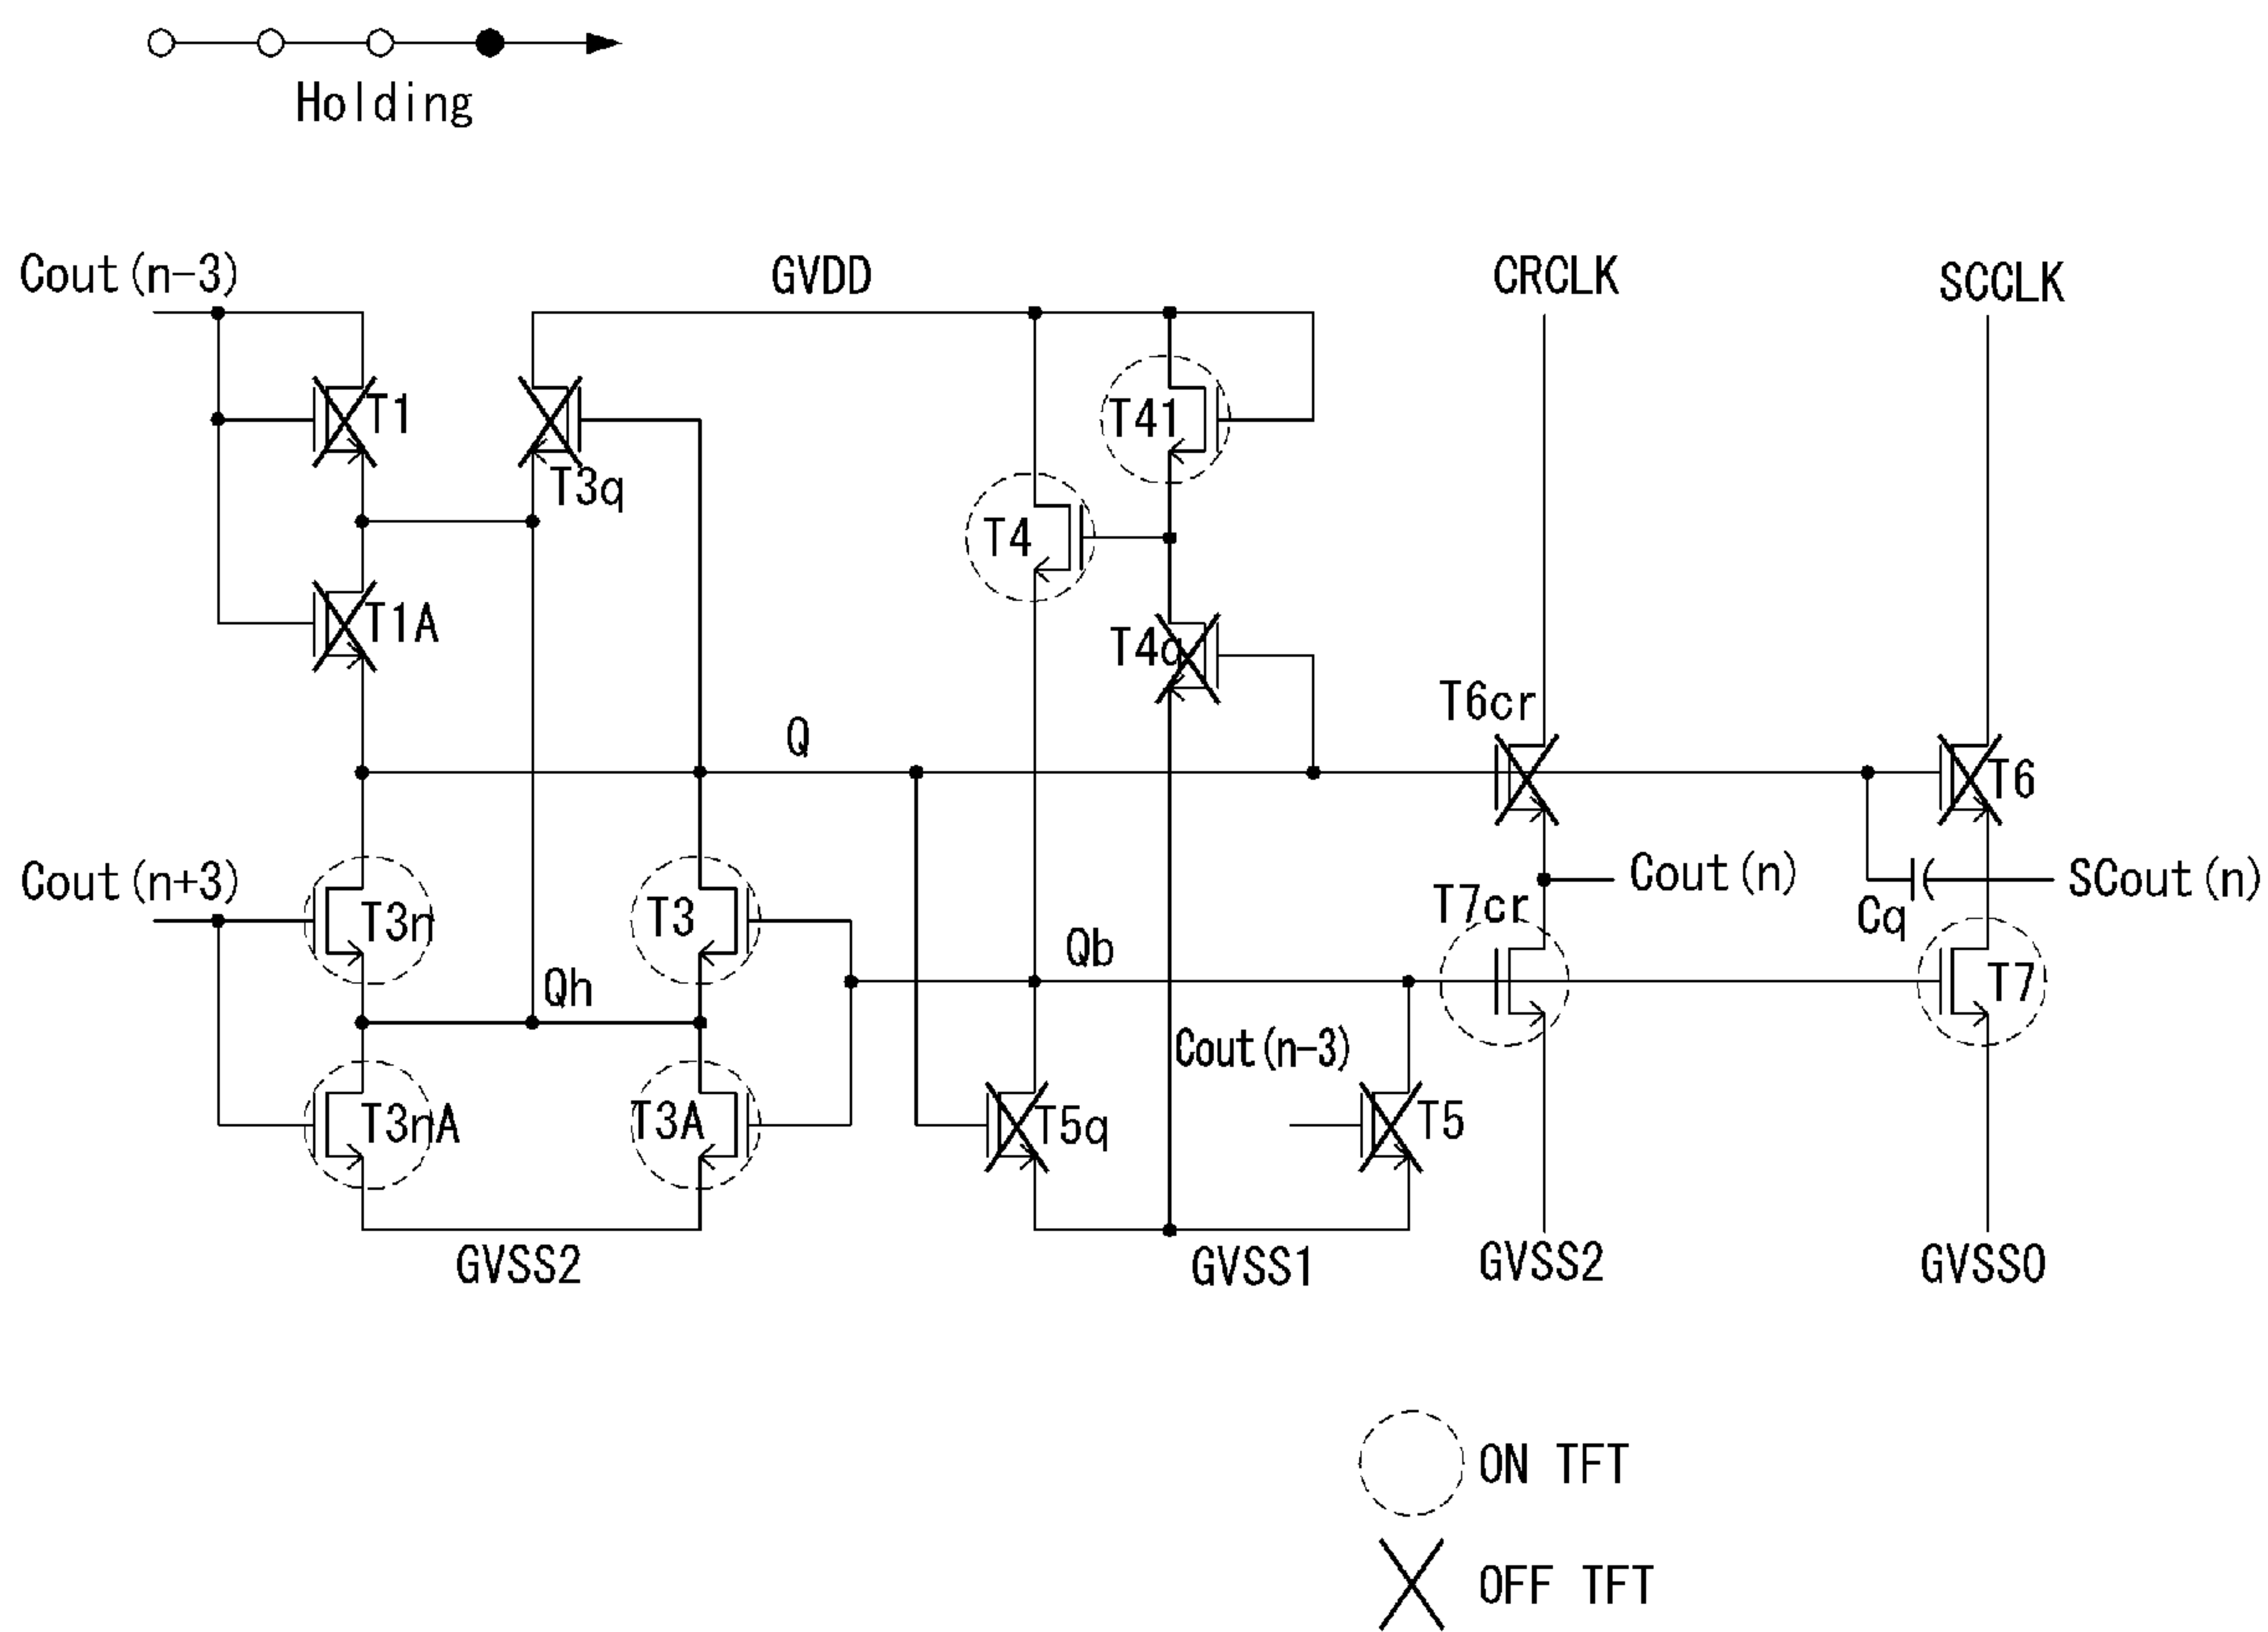 Holding
Cout(n-3)
GVDD
CRCLK
SCCLK
T1
T41
T3q
T4
T1A
T4q
T6cr
Q
T6
Cout(n+3)
Cout(n)
SCout(n)
T3n
T3
T7cr
Cq
Qb
Qh
T7
Cout(n-3)
T3nA
T3A
T5q
T5
GVSS2
GVSS1
GVSS2
GVSS0
ON TFT
OFF TFT